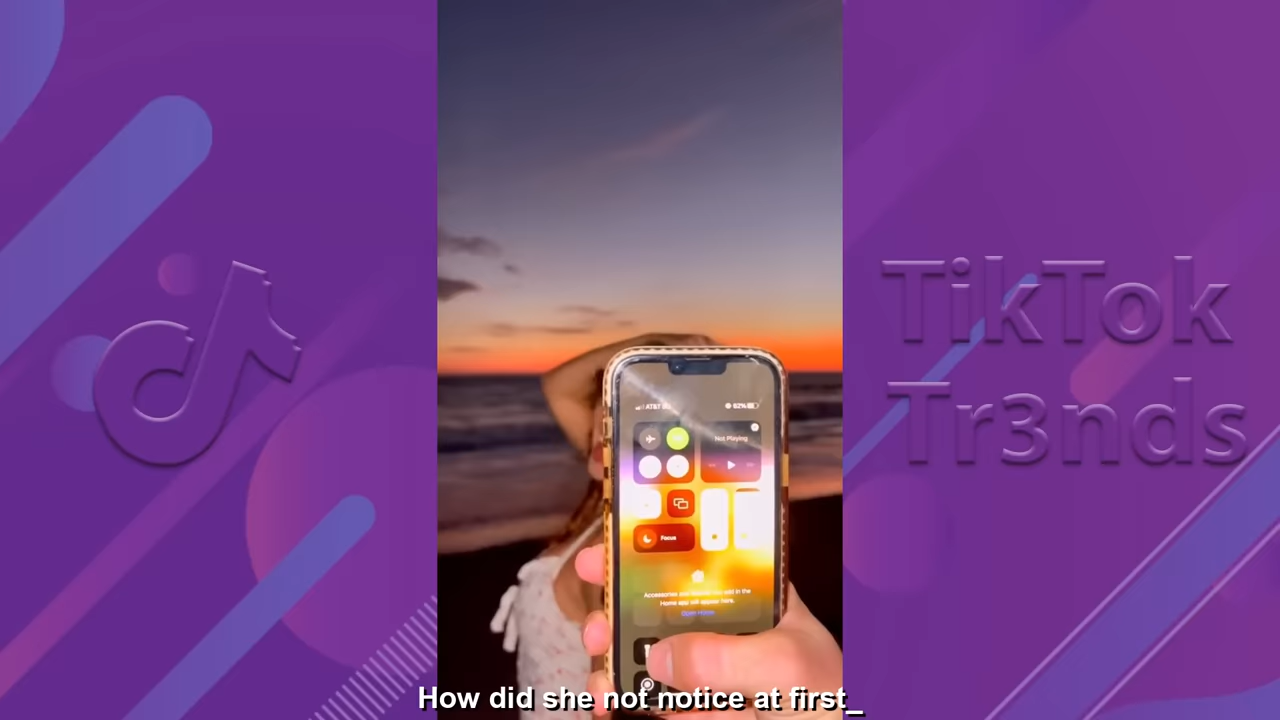 TikTok
Tr3nds
AT&T
62%
Not Playing
Focus
Home app will appear here.
Open Home
How did she not notice at first_